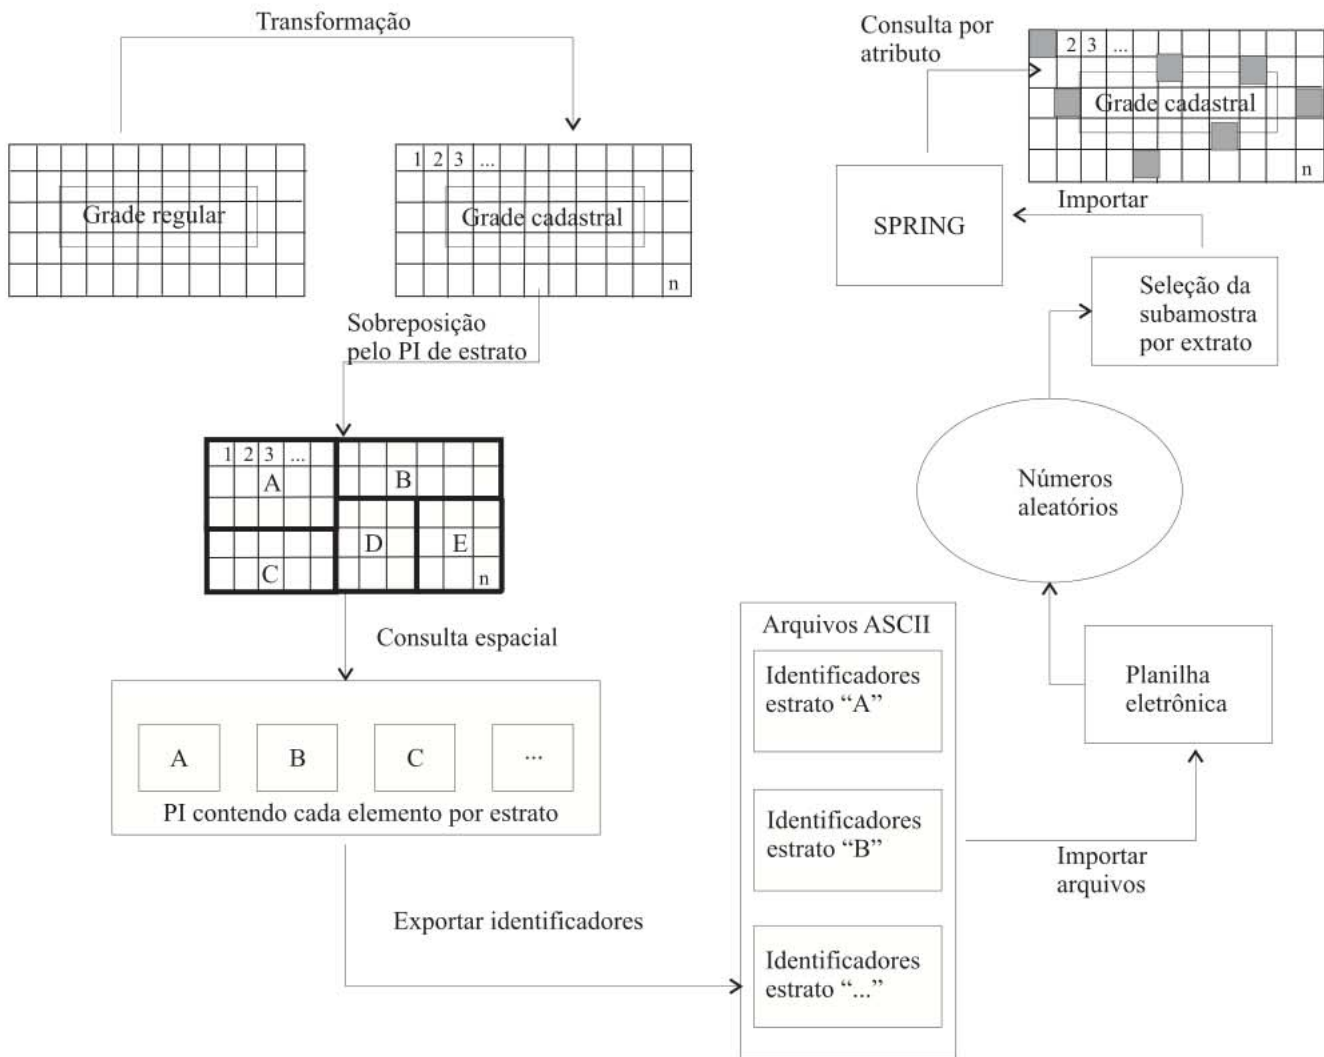 Transformação
Grade regular
1 2 3 ...
Grade cadastral
n
Sobreposição
pelo PI de estrato
1 2 3 ...
A
B
C
D
E
n
Consulta espacial
A
B
C
...
PI contendo cada elemento por estrato
Exportar identificadores
Arquivos ASCII
Identificadores
estrato “A”
Identificadores
estrato “B”
Identificadores
estrato “...”
Importar
arquivos
Planilha
eletrônica
Números
aleatórios
Seleção da
subamostra
por extrato
Importar
SPRING
Consulta por
atributo
2 3 ...
Grade cadastral
n